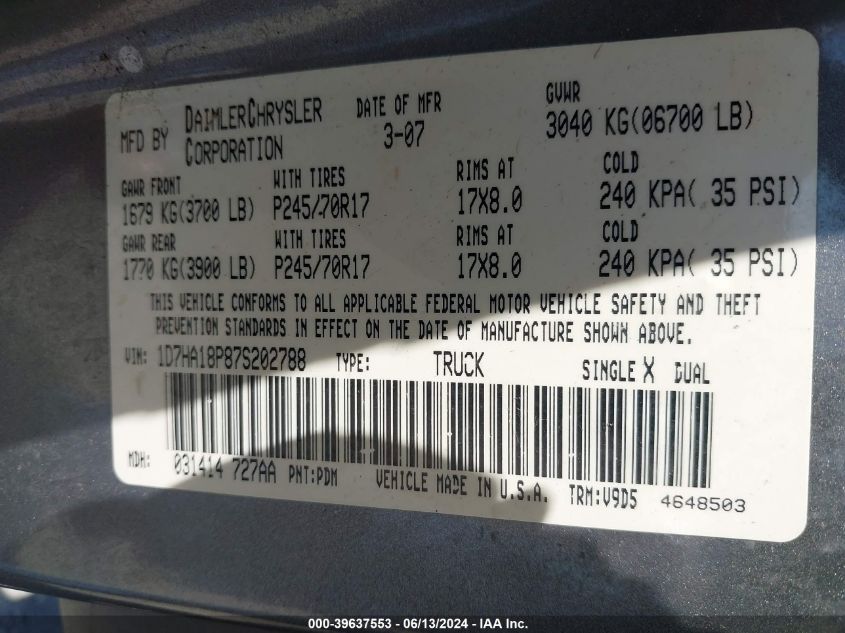 MFD BY DAIMLERCHRYSLER CORPORATION DATE OF MFR 3-07 GVWR 3040 KG(06700 LB)
GAWR FRONT WITH TIRES RIMS AT COLD
1679 KG(3700 LB) P245/70R17 17X8.0 240 KPA( 35 PSI)
GAWR REAR WITH TIRES RIMS AT COLD
1770 KG(3900 LB) P245/70R17 17X8.0 240 KPA( 35 PSI)
THIS VEHICLE CONFORMS TO ALL APPLICABLE FEDERAL MOTOR VEHICLE SAFETY AND THEFT
PREVENTION STANDARDS IN EFFECT ON THE DATE OF MANUFACTURE SHOWN ABOVE.
VIN: 1D7HA18P87S202788 TYPE: TRUCK SINGLE X DUAL
MDH: 031414 727AA PNT:PDM VEHICLE MADE IN U.S.A. TRM:V9D5 4648503
000-39637553 - 06/13/2024 - IAA Inc.